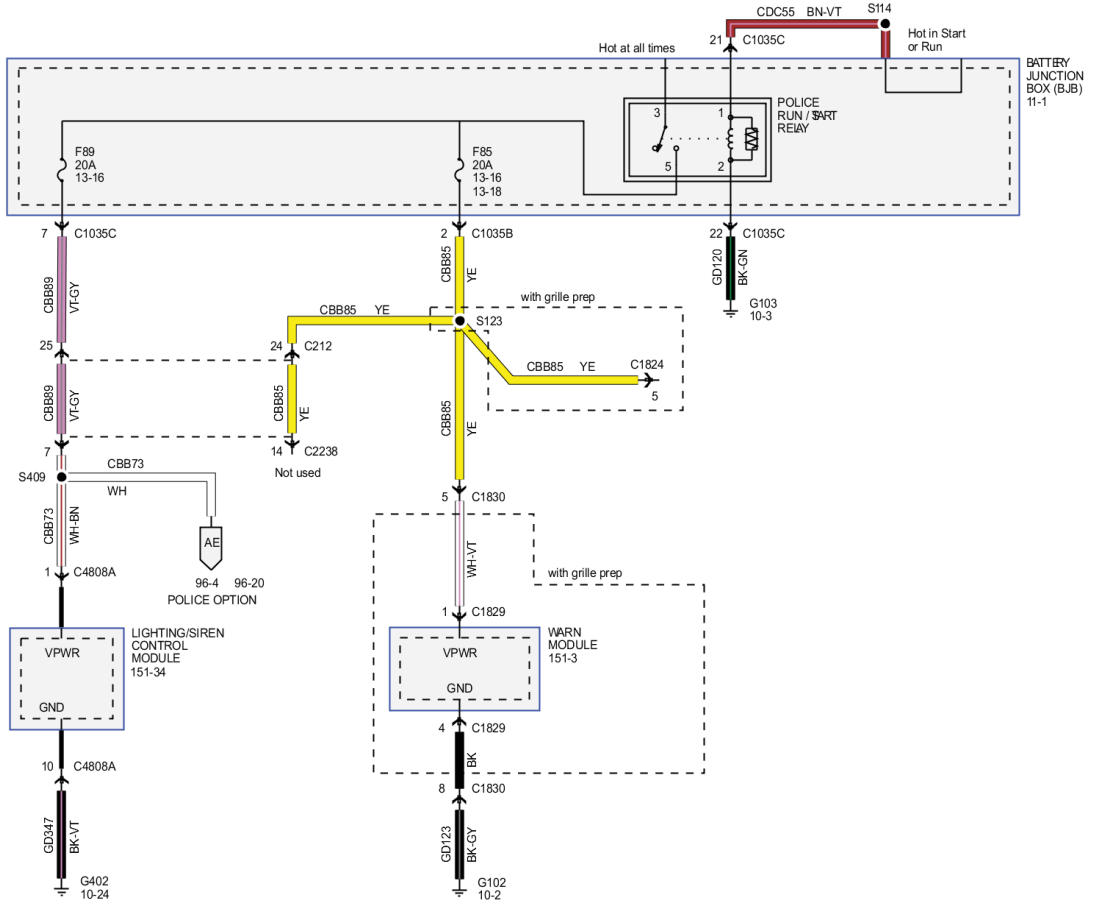 CDC55 BN-VT
S114
21 C1035C
Hot at all times
Hot in Start
or Run
BATTERY
JUNCTION
BOX (BJB)
11-1
POLICE
RUN / START
RELAY
3
1
5
2
F89
20A
13-16
F85
20A
13-16
13-18
7 C1035C
2 C1035B
22 C1035C
CBB89
VT-GY
CBB85
YE
GD120
BK-GN
with grille prep
G103
10-3
CBB85 YE
S123
25
24 C212
CBB85 YE
C1824
5
CBB89
VT-GY
CBB85
YE
CBB85
YE
7
14 C2238
Not used
S409
CBB73
WH
5 C1830
CBB73
WH-BN
AE
WH-VT
with grille prep
1 C4808A
96-4 96-20
POLICE OPTION
1 C1829
LIGHTING/SIREN
CONTROL
MODULE
151-34
VPWR
GND
WARN
MODULE
151-3
VPWR
GND
4 C1829
BK
10 C4808A
8 C1830
GD347
BK-VT
GD123
BK-GY
G402
10-24
G102
10-2